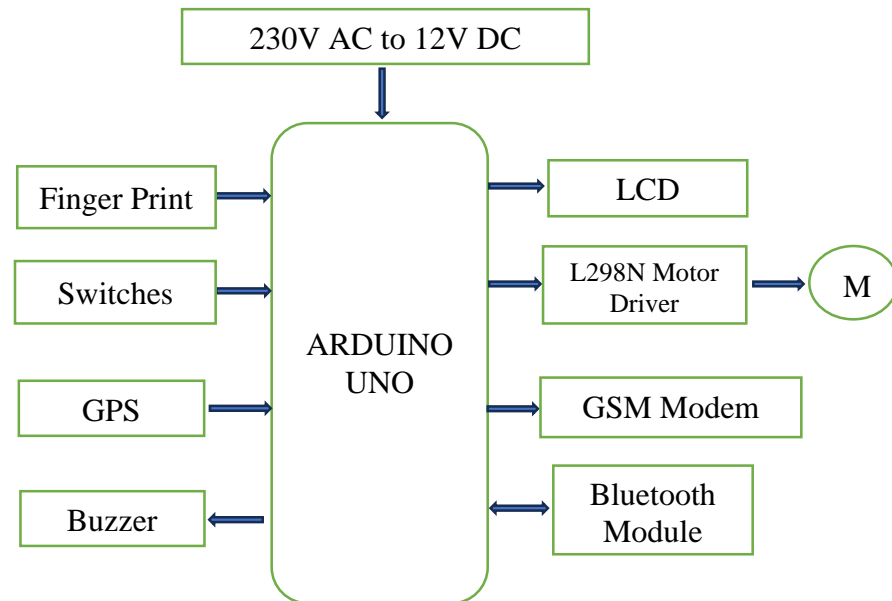 230V AC to 12V DC
Finger Print
Switches
GPS
Buzzer
ARDUINO
UNO
LCD
L298N Motor
Driver
M
GSM Modem
Bluetooth
Module